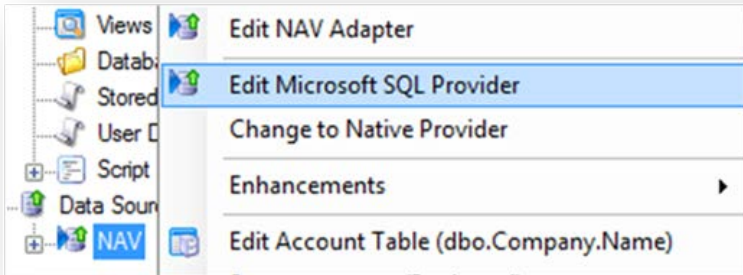 Views
Datab
Stored
User D
Script
Data Sour
NAV
Edit NAV Adapter
Edit Microsoft SQL Provider
Change to Native Provider
Enhancements
Edit Account Table (dbo.Company.Name)